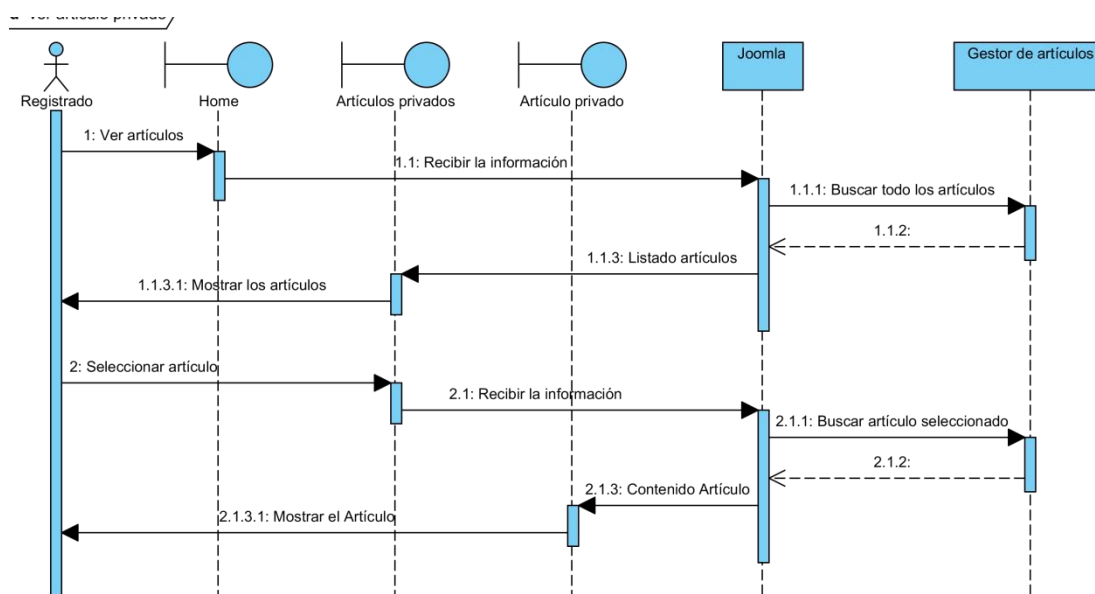 Ver artículo privado
Registrado
Home
Artículos privados
Artículo privado
Joomla
Gestor de artículos
1: Ver artículos
1.1: Recibir la información
1.1.1: Buscar todo los artículos
1.1.2:
1.1.3: Listado artículos
1.1.3.1: Mostrar los artículos
2: Seleccionar artículo
2.1: Recibir la información
2.1.1: Buscar artículo seleccionado
2.1.2:
2.1.3: Contenido Artículo
2.1.3.1: Mostrar el Artículo